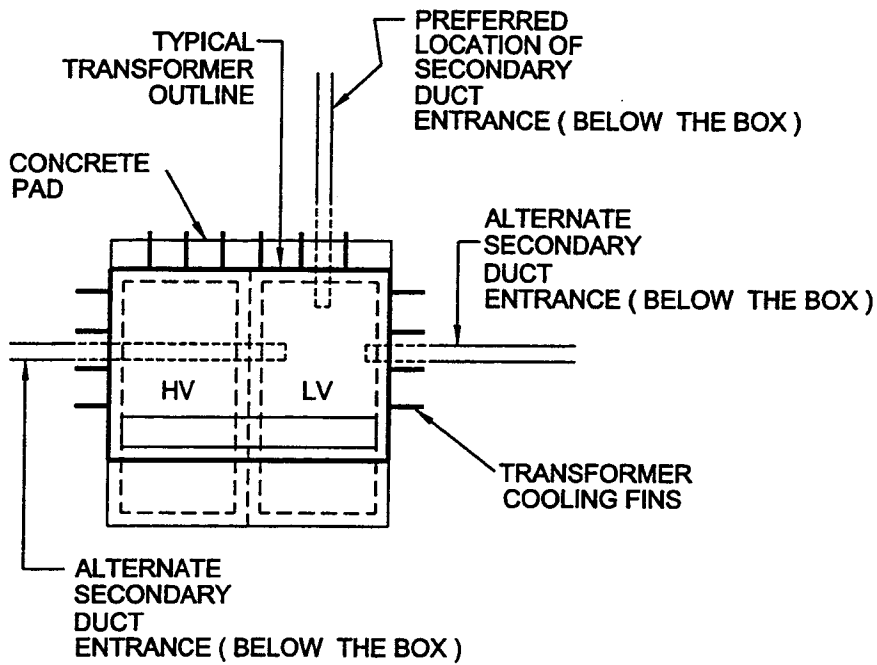 PREFERRED
LOCATION OF
SECONDARY
DUCT
ENTRANCE ( BELOW THE BOX )
TYPICAL
TRANSFORMER
OUTLINE
CONCRETE
PAD
ALTERNATE
SECONDARY
DUCT
ENTRANCE ( BELOW THE BOX )
HV
LV
TRANSFORMER
COOLING FINS
ALTERNATE
SECONDARY
DUCT
ENTRANCE ( BELOW THE BOX )